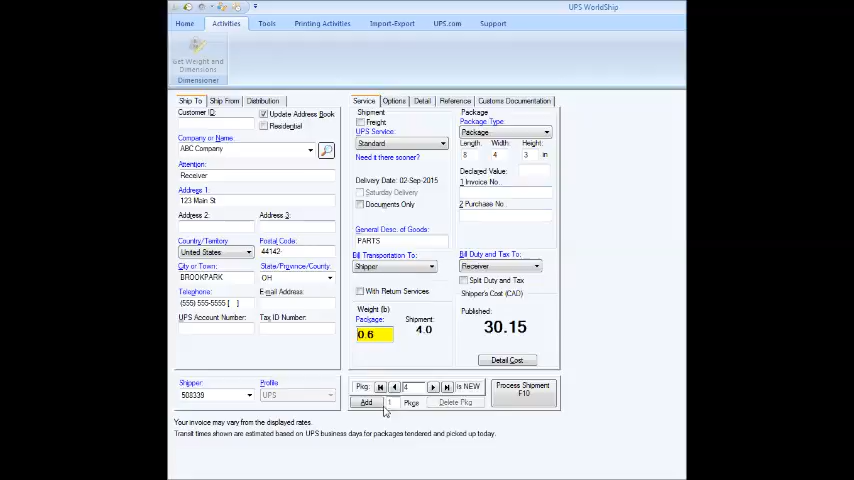 UPS WorldShip
Home Activities Tools Printing Activities Import-Export UPS.com Support
Get Weight and
Dimensions
Dimensioner
Ship To Ship From Distribution
Customer ID:
Update Address Book
Residential
Company or Name:
ABC Company
Attention:
Receiver
Address 1:
123 Main St
Address 2: Address 3:
Country/Territory Postal Code:
United States 44142-
City or Town: State/Province/County:
BROOKPARK OH
Telephone: E-mail Address:
(555) 555-5555 [ ]
UPS Account Number: Tax ID Number:
Shipper: Profile
508339 UPS
Service Options Detail Reference Customs Documentation
Shipment
Freight
UPS Service:
Standard
Need it there sooner?
Delivery Date: 02-Sep-2015
Saturday Delivery
Documents Only
General Desc. of Goods:
PARTS
Bill Transportation To:
Shipper
With Return Services
Weight (lb)
Package: Shipment:
0.6 4.0
Package
Package Type:
Package
Length: Width: Height:
8 4 3 in
Declared Value:
1 Invoice No.
2 Purchase No.
Bill Duty and Tax To:
Receiver
Split Duty and Tax
Shipper's Cost (CAD)
Published:
30.15
Detail Cost
Pkg: 4 is NEW
Add 1 Pkgs Delete Pkg
Process Shipment
F10
Your invoice may vary from the displayed rates.
Transit times shown are estimated based on UPS business days for packages tendered and picked up today.